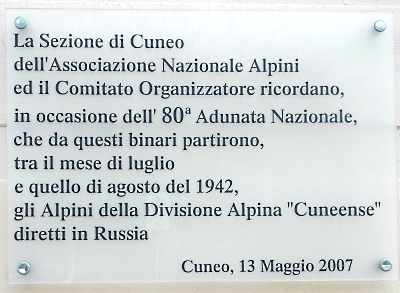 La Sezione di Cuneo
dell'Associazione Nazionale Alpini
ed il Comitato Organizzatore ricordano,
in occasione dell' 80ª Adunata Nazionale,
che da questi binari partirono,
tra il mese di luglio
e quello di agosto del 1942,
gli Alpini della Divisione Alpina "Cuneense"
diretti in Russia
Cuneo, 13 Maggio 2007